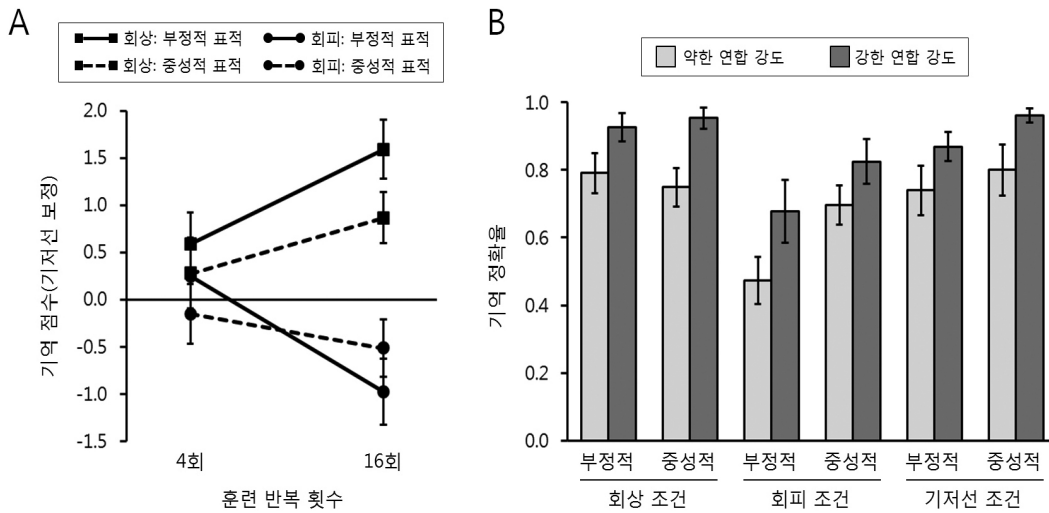 A
회상: 부정적 표적 회피: 부정적 표적
회상: 중성적 표적 회피: 중성적 표적
기억 점수(기저선 보정)
2.0
1.5
1.0
0.5
0.0
-0.5
-1.0
-1.5
4회 16회
훈련 반복 횟수
B
약한 연합 강도 강한 연합 강도
기억 정확율
1.0
0.8
0.6
0.4
0.2
0.0
부정적 중성적 부정적 중성적 부정적 중성적
회상 조건 회피 조건 기저선 조건